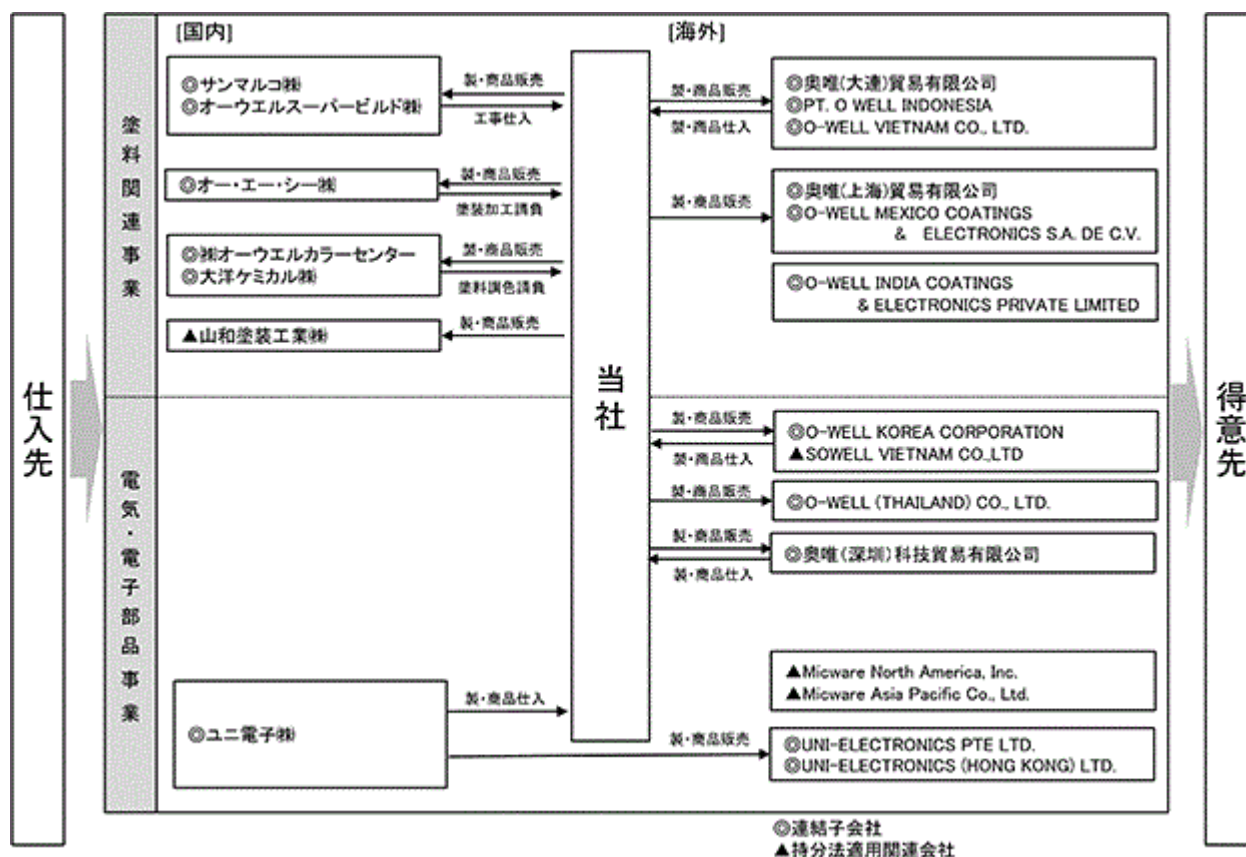 仕入先
塗料関連事業
[国内]
◎サンマルコ㈱
◎オーウエルスーパービルド㈱
製・商品販売
工事仕入
◎オー・エー・シー㈱
製・商品販売
塗装加工請負
◎㈱オーウエルカラーセンター
◎大洋ケミカル㈱
製・商品販売
塗料調色請負
▲山和塗装工業㈱
製・商品販売
当社
[海外]
製・商品販売
製・商品仕入
◎奥唯(大連)貿易有限公司
◎PT. O WELL INDONESIA
◎O-WELL VIETNAM CO., LTD.
製・商品販売
◎奥唯(上海)貿易有限公司
◎O-WELL MEXICO COATINGS
& ELECTRONICS S.A. DE C.V.
◎O-WELL INDIA COATINGS
& ELECTRONICS PRIVATE LIMITED
電気・電子部品事業
製・商品販売
製・商品仕入
◎O-WELL KOREA CORPORATION
▲SOWELL VIETNAM CO.,LTD
製・商品販売
◎O-WELL (THAILAND) CO., LTD.
製・商品販売
製・商品仕入
◎奥唯(深圳)科技貿易有限公司
▲Micware North America, Inc.
▲Micware Asia Pacific Co., Ltd.
◎ユニ電子㈱
製・商品仕入
製・商品販売
◎UNI-ELECTRONICS PTE LTD.
◎UNI-ELECTRONICS (HONG KONG) LTD.
得意先
◎連結子会社
▲持分法適用関連会社